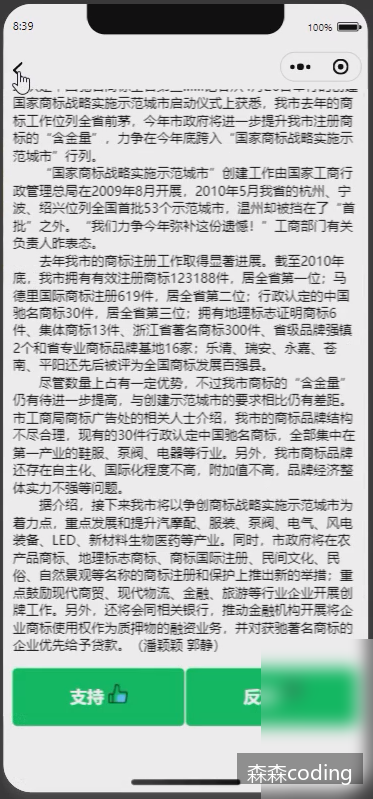 8:39
100%
国家商标战略实施示范城市启动仪式上获悉，我市去年的商
标工作位列全省前茅，今年市政府将进一步提升我市注册商
标的“含金量”，力争在今年底跨入“国家商标战略实施示
范城市”行列。
“国家商标战略实施示范城市”创建工作由国家工商行
政管理总局在2009年8月开展，2010年5月我省的杭州、宁
波、绍兴位列全国首批53个示范城市，温州却被挡在了“首
批”之外。“我们力争今年弥补这份遗憾！”工商部门有关
负责人昨表态。
去年我市的商标注册工作取得显著进展。截至2010年
底，我市拥有有效注册商标123188件，居全省第一位；马
德里国际商标注册619件，居全省第二位；行政认定的中国
驰名商标30件，居全省第三位；拥有地理标志证明商标6
件、集体商标13件、浙江省著名商标300件、省级品牌强镇
2个和省专业商标品牌基地16家；乐清、瑞安、永嘉、苍
南、平阳还先后被评为全国商标发展百强县。
尽管数量上占有一定优势，不过我市商标的“含金量”
仍有待进一步提高，与创建示范城市的要求相比仍有差距。
市工商局商标广告处的相关人士介绍，我市的商标品牌结构
不尽合理，现有的30件行政认定中国驰名商标，全部集中在
第一产业的鞋服、泵阀、电器等行业。另外，我市商标品牌
还存在自主化、国际化程度不高，附加值不高，品牌经济整
体实力不强等问题。
据介绍，接下来我市将以争创商标战略实施示范城市为
着力点，重点发展和提升汽摩配、服装、泵阀、电气、风电
装备、LED、新材料生物医药等产业。同时，市政府将在农
产品商标、地理标志商标、商标国际注册、民间文化、民
俗、自然景观等名称的商标注册和保护上推出新的举措；重
点鼓励现代商贸、现代物流、金融、旅游等行业企业开展创
牌工作。另外，还将会同相关银行，推动金融机构开展将企
业商标使用权作为质押物的融资业务，并对获驰著名商标的
企业优先给予贷款。（潘颖颖 郭静）
支持
反
森森coding